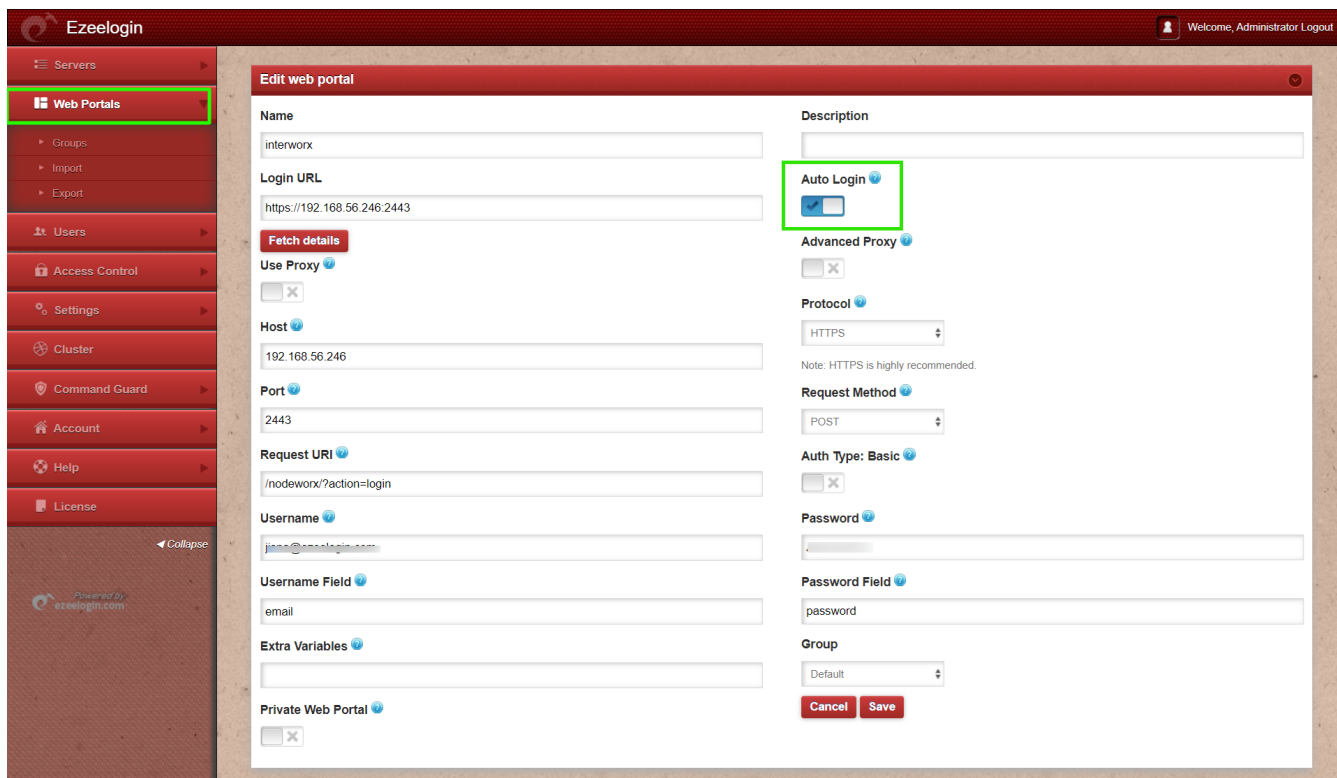 Ezeelogin
Welcome, Administrator Logout
Servers
Web Portals
Groups
Import
Export
Users
Access Control
Settings
Cluster
Command Guard
Account
Help
License
Collapse
Powered by
ezeelogin.com
Edit web portal
Name
interworx
Description
Login URL
https://192.168.56.246:2443
Auto Login
Fetch details
Use Proxy
Advanced Proxy
Protocol
HTTPS
Note: HTTPS is highly recommended.
Host
192.168.56.246
Port
2443
Request Method
POST
Request URI
/nodeworx/?action=login
Auth Type: Basic
Username
Password
Username Field
email
Password Field
password
Extra Variables
Group
Default
Private Web Portal
Cancel
Save